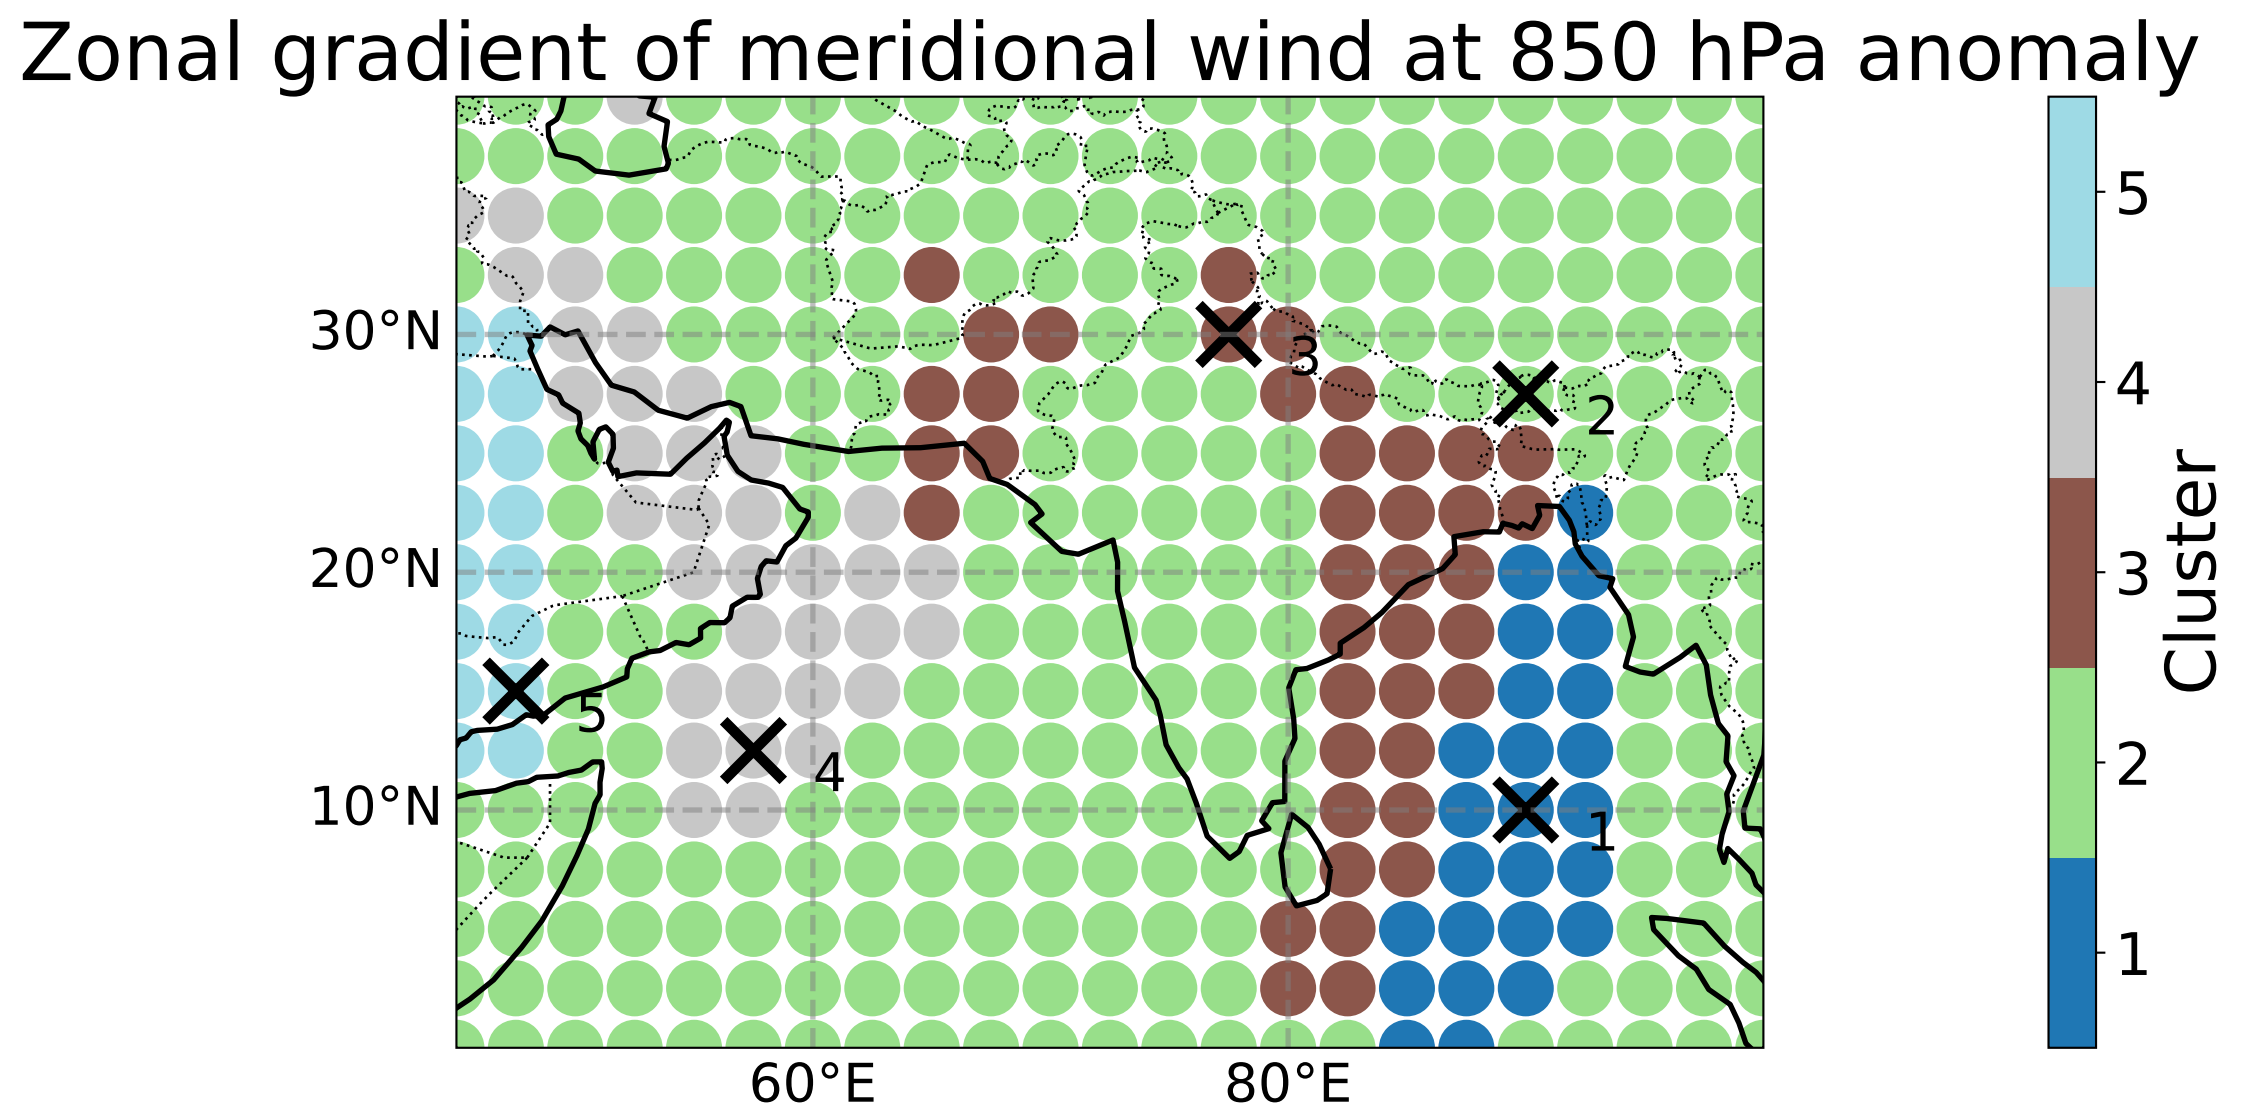 Zonal gradient of meridional wind at 850 hPa anomaly
30°N
20°N
10°N
60°E
80°E
3
2
5
4
1
5
4
3
2
1
Cluster